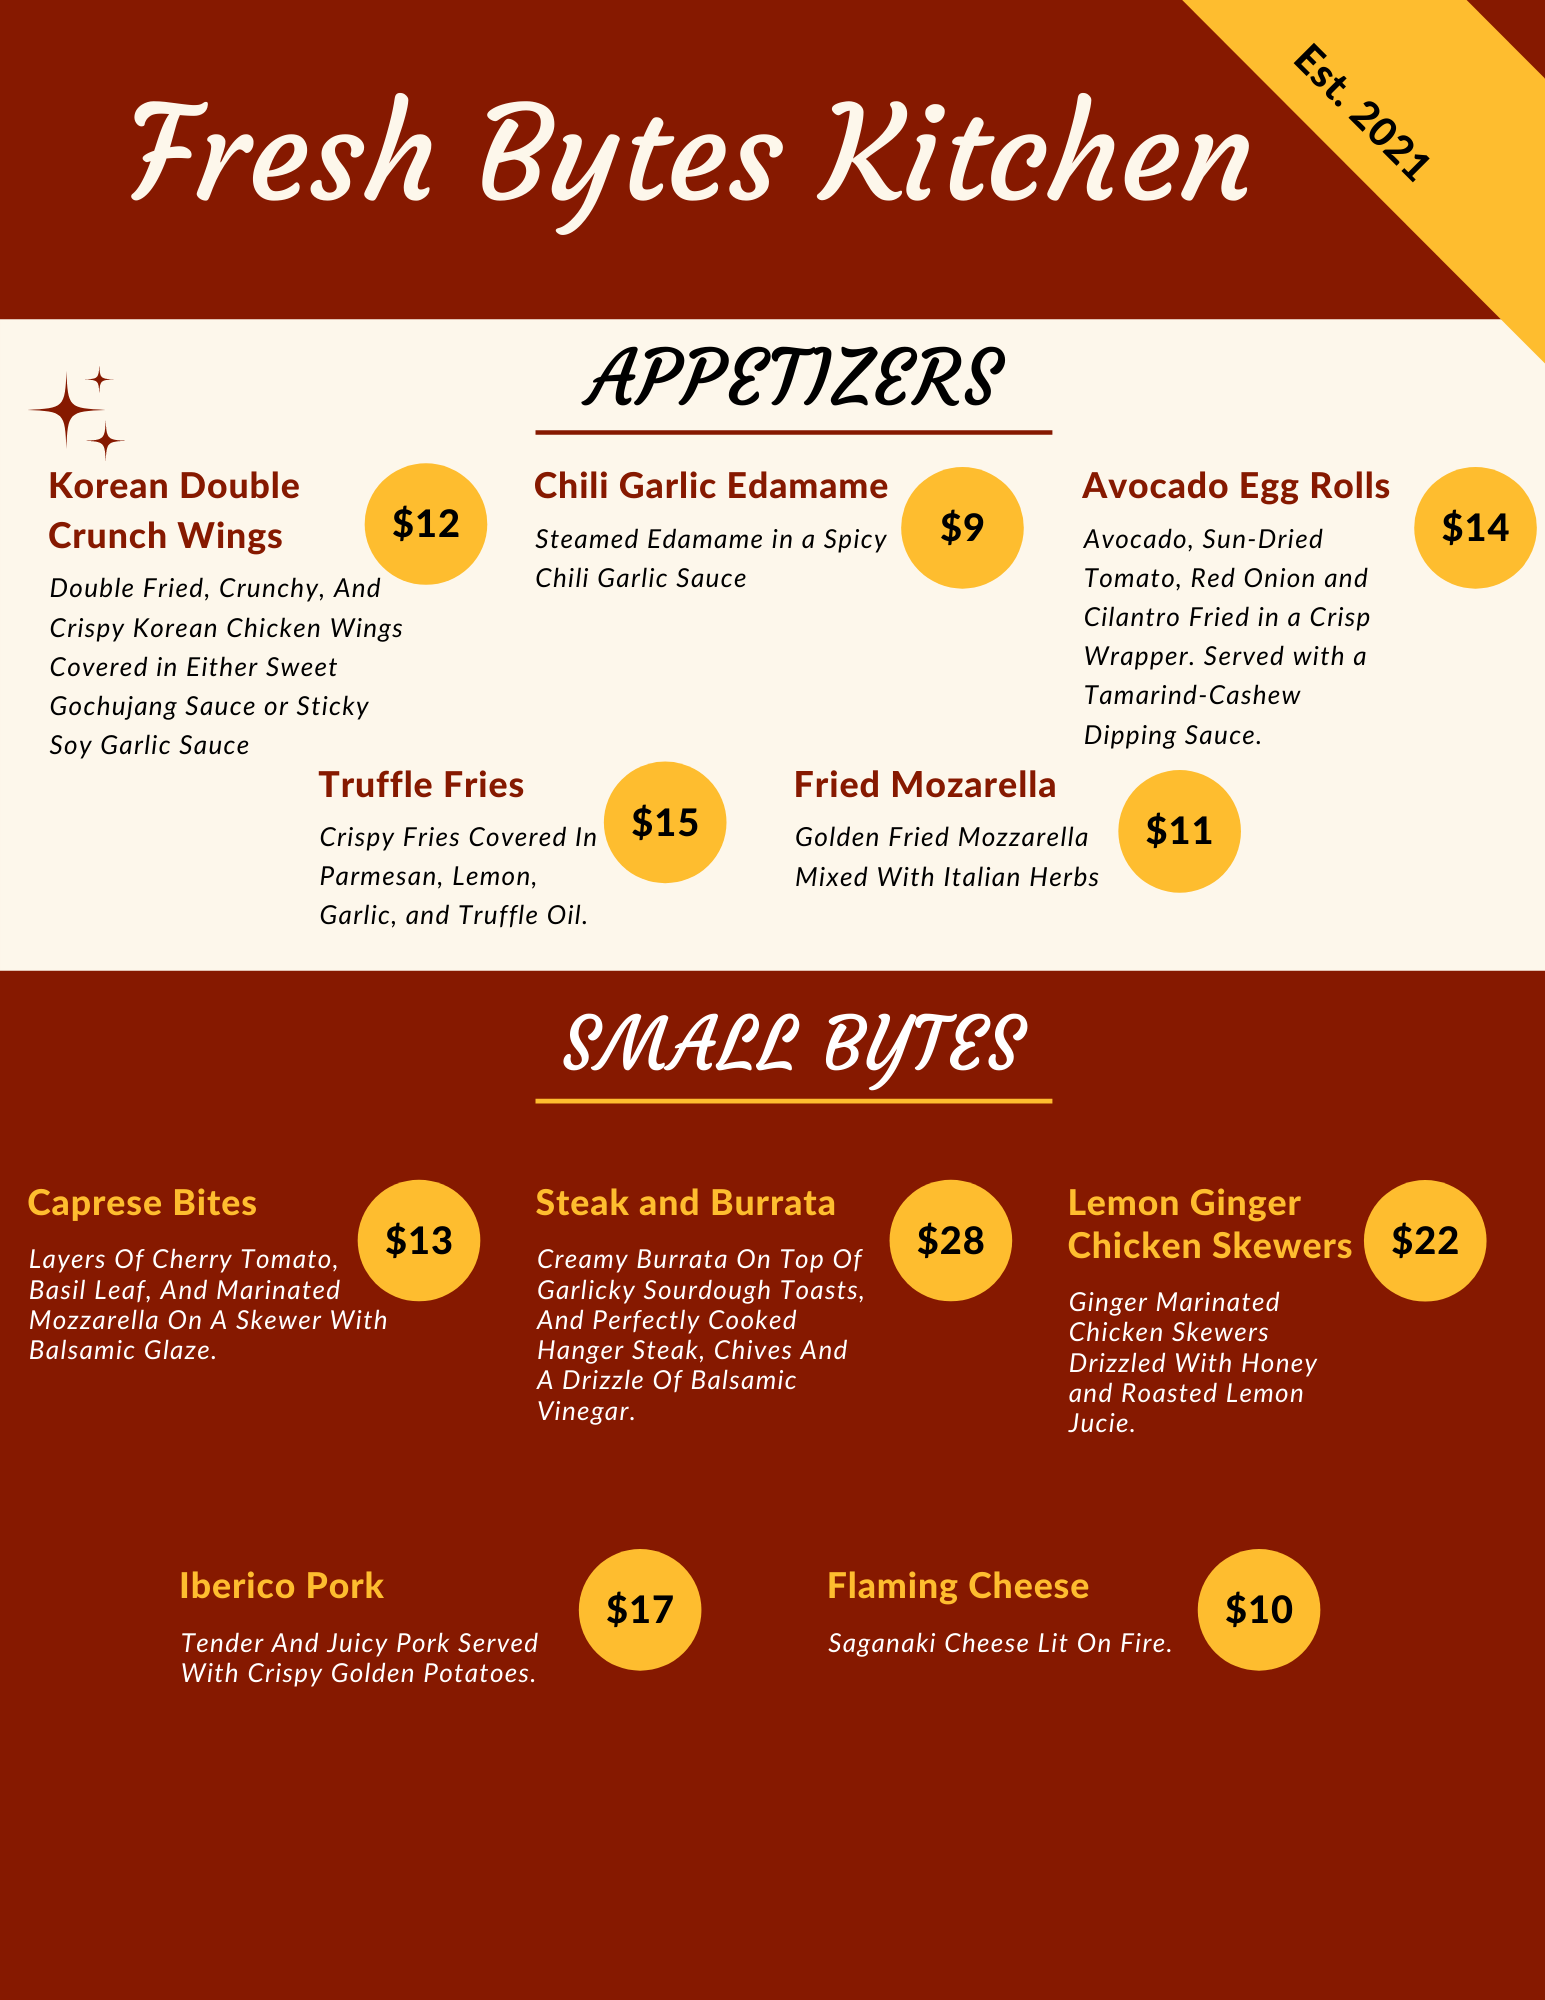 Fresh Bytes Kitchen
Est. 2021
APPETIZERS
Korean Double
Crunch Wings
$12
Double Fried, Crunchy, And
Crispy Korean Chicken Wings
Covered in Either Sweet
Gochujang Sauce or Sticky
Soy Garlic Sauce
Chili Garlic Edamame
$9
Steamed Edamame in a Spicy
Chili Garlic Sauce
Avocado Egg Rolls
$14
Avocado, Sun-Dried
Tomato, Red Onion and
Cilantro Fried in a Crisp
Wrapper. Served with a
Tamarind-Cashew
Dipping Sauce.
Truffle Fries
$15
Crispy Fries Covered In
Parmesan, Lemon,
Garlic, and Truffle Oil.
Fried Mozarella
$11
Golden Fried Mozzarella
Mixed With Italian Herbs
SMALL BYTES
Caprese Bites
$13
Layers Of Cherry Tomato,
Basil Leaf, And Marinated
Mozzarella On A Skewer With
Balsamic Glaze.
Steak and Burrata
$28
Creamy Burrata On Top Of
Garlicky Sourdough Toasts,
And Perfectly Cooked
Hanger Steak, Chives And
A Drizzle Of Balsamic
Vinegar.
Lemon Ginger
Chicken Skewers
$22
Ginger Marinated
Chicken Skewers
Drizzled With Honey
and Roasted Lemon
Jucie.
Iberico Pork
$17
Tender And Juicy Pork Served
With Crispy Golden Potatoes.
Flaming Cheese
$10
Saganaki Cheese Lit On Fire.